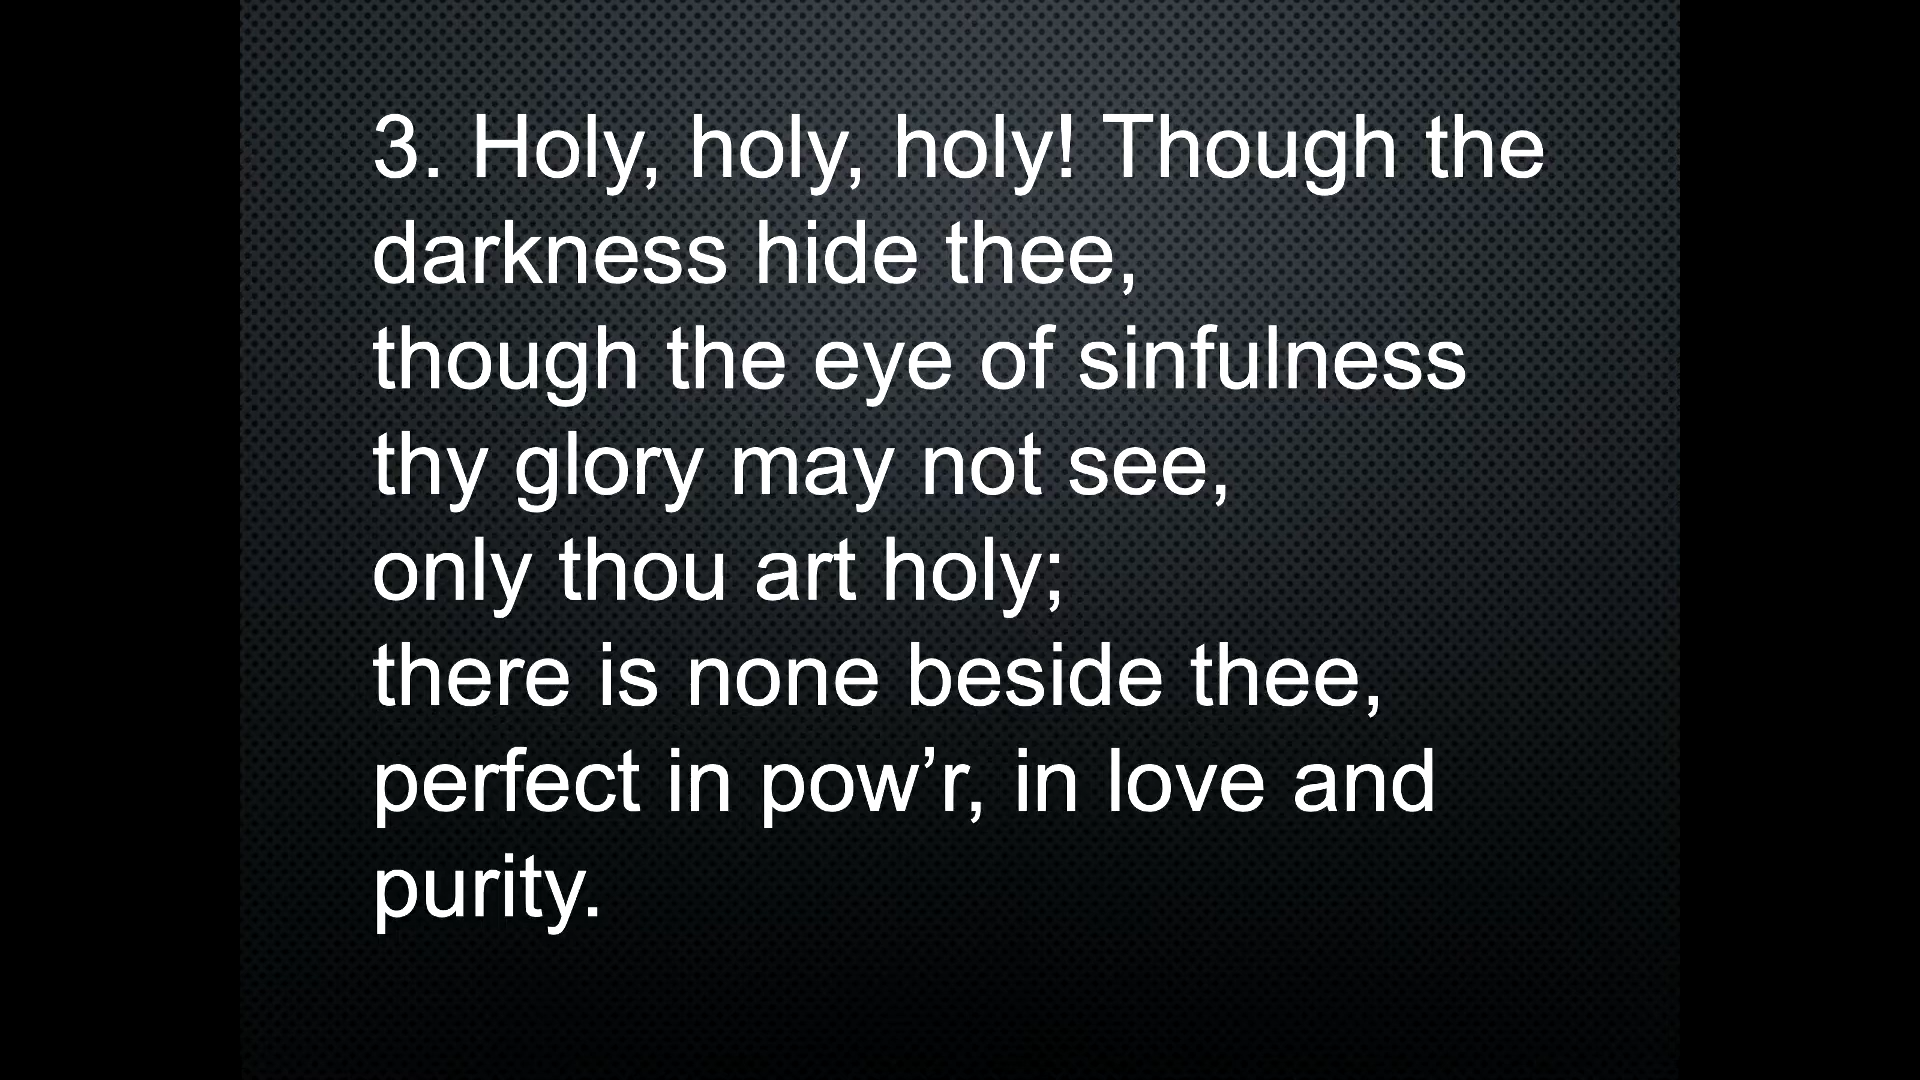 3. Holy, holy, holy! Though the
darkness hide thee,
though the eye of sinfulness
thy glory may not see,
only thou art holy;
there is none beside thee,
perfect in pow’r, in love and
purity.